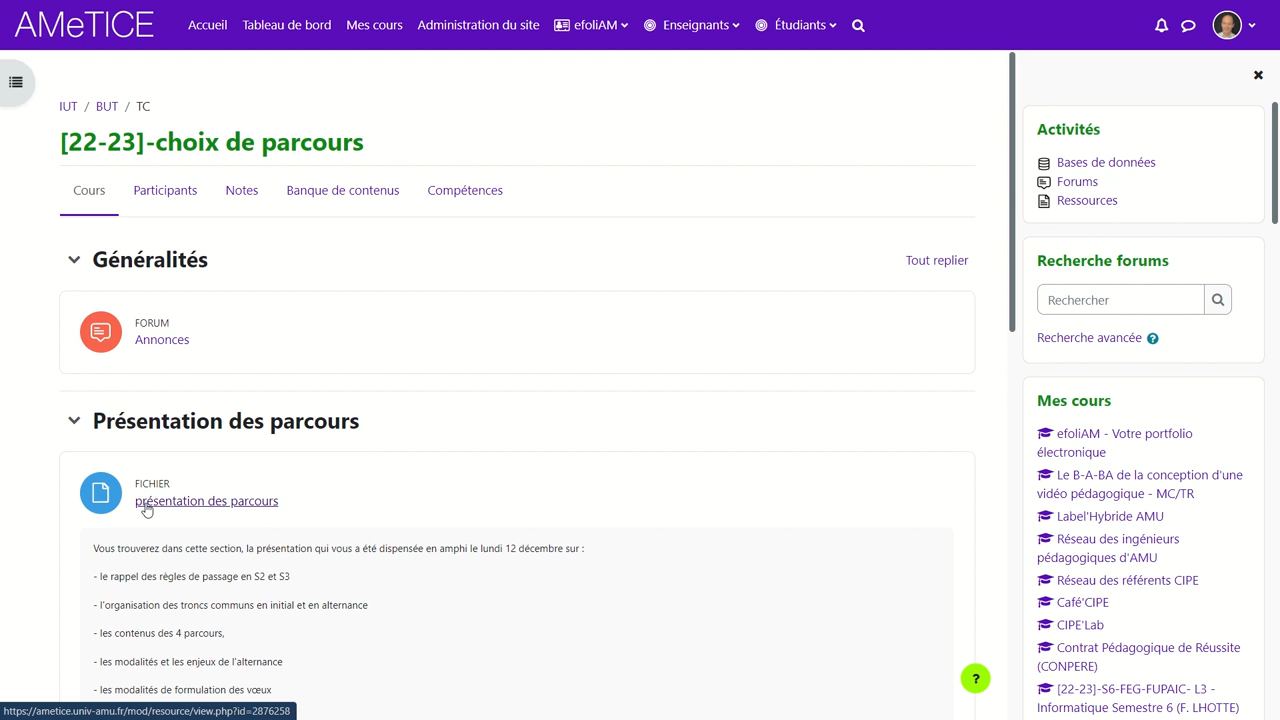 AMeTICE
Accueil
Tableau de bord
Mes cours
Administration du site
efoliAM
Enseignants
Étudiants
IUT / BUT / TC
[22-23]-choix de parcours
Cours
Participants
Notes
Banque de contenus
Compétences
Généralités
Tout replier
FORUM
Annonces
Présentation des parcours
FICHIER
présentation des parcours
Vous trouverez dans cette section, la présentation qui vous a été dispensée en amphi le lundi 12 décembre sur :
- le rappel des règles de passage en S2 et S3
- l'organisation des troncs communs en initial et en alternance
- les contenus des 4 parcours,
- les modalités et les enjeux de l'alternance
- les modalités de formulation des vœux
https://ametice.univ-amu.fr/mod/resource/view.php?id=2876258
?
Activités
Bases de données
Forums
Ressources
Recherche forums
Rechercher
Recherche avancée ?
Mes cours
efoliAM - Votre portfolio
électronique
Le B-A-BA de la conception d'une
vidéo pédagogique - MC/TR
Label'Hybride AMU
Réseau des ingénieurs
pédagogiques d'AMU
Réseau des référents CIPE
Café'CIPE
CIPE'Lab
Contrat Pédagogique de Réussite
(CONPERE)
[22-23]-S6-FEG-FUPAIC- L3 -
Informatique Semestre 6 (F. LHOTTE)